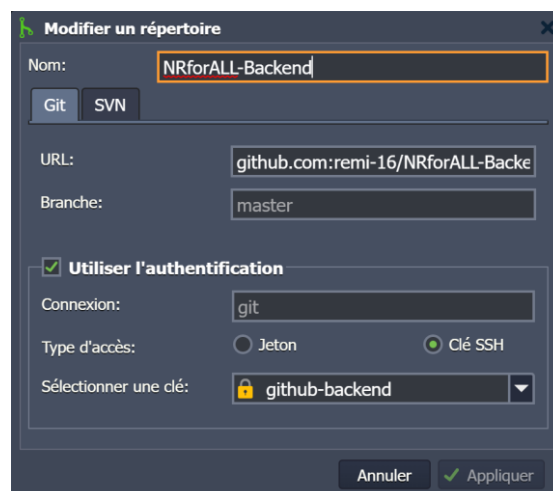 Modifier un répertoire
Nom: NRforALL-Backend
Git SVN
URL: github.com:remi-16/NRforALL-Backe
Branche: master
Utiliser l'authentification
Connexion: git
Type d'accès: Jeton Clé SSH
Sélectionner une clé: github-backend
Annuler Appliquer